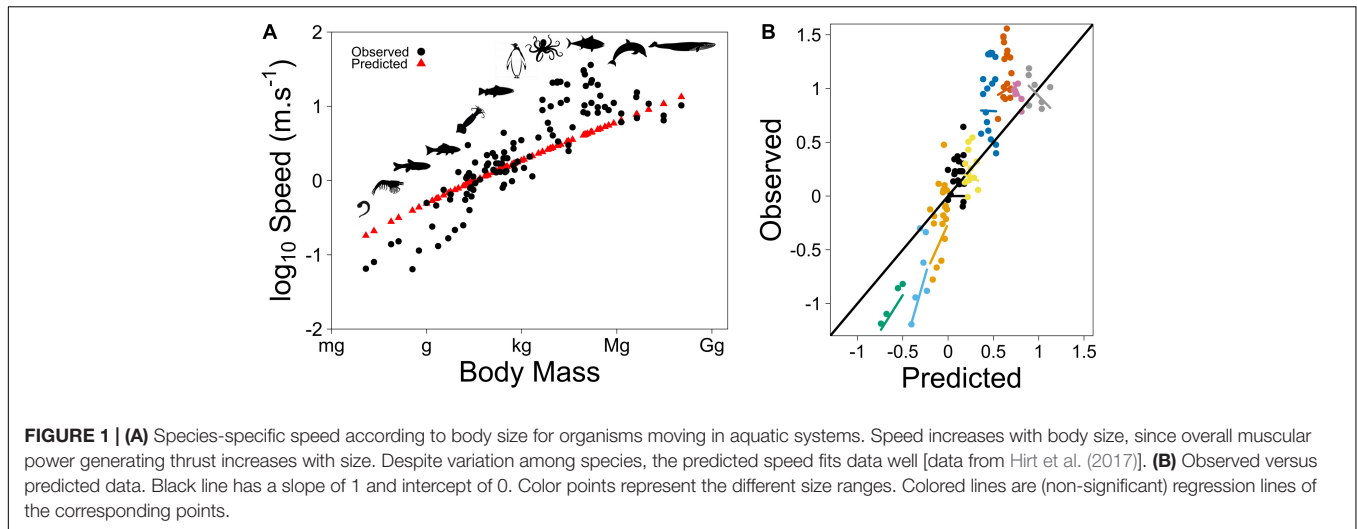 A
B
Observed
Predicted
log10 Speed (m.s-1)
2
1
0
-1
-2
mg
g
kg
Mg
Gg
Body Mass
Observed
1.5
1
0.5
0
-0.5
-1
-1
-0.5
0
0.5
1
1.5
Predicted
FIGURE 1 | (A) Species-specific speed according to body size for organisms moving in aquatic systems. Speed increases with body size, since overall muscular
power generating thrust increases with size. Despite variation among species, the predicted speed fits data well [data from Hirt et al. (2017)]. (B) Observed versus
predicted data. Black line has a slope of 1 and intercept of 0. Color points represent the different size ranges. Colored lines are (non-significant) regression lines of
the corresponding points.